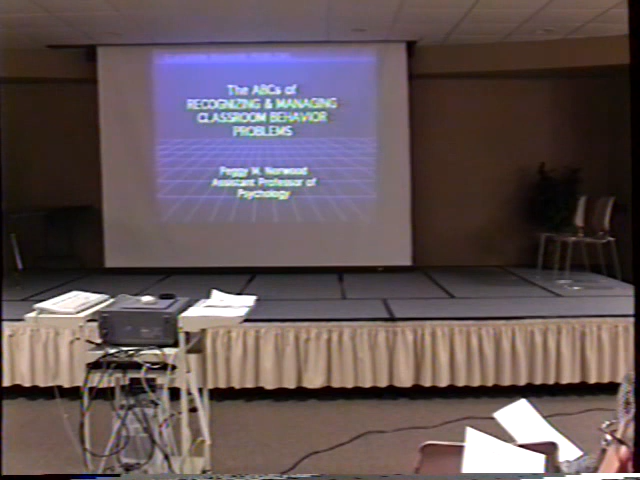 The ABCs of
RECOGNIZING & MANAGING
CLASSROOM BEHAVIOR
PROBLEMS
Peggy M. Norwood
Assistant Professor of
Psychology